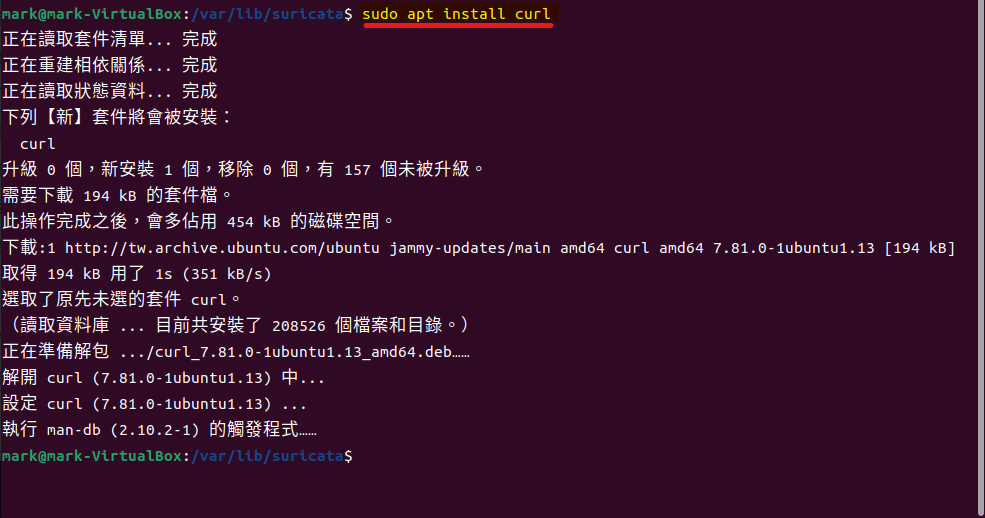 mark@mark-VirtualBox:/var/lib/suricata$ sudo apt install curl
正在讀取套件清單... 完成
正在重建相依關係... 完成
正在讀取狀態資料... 完成
下列【新】套件將會被安裝：
  curl
升級 0 個，新安裝 1 個，移除 0 個，有 157 個未被升級。
需要下載 194 kB 的套件檔。
此操作完成之後，會多佔用 454 kB 的磁碟空間。
下載:1 http://tw.archive.ubuntu.com/ubuntu jammy-updates/main amd64 curl amd64 7.81.0-1ubuntu1.13 [194 kB]
取得 194 kB 用了 1s (351 kB/s)
選取了原先未選的套件 curl。
（讀取資料庫 ... 目前共安裝了 208526 個檔案和目錄。）
正在準備解包 .../curl_7.81.0-1ubuntu1.13_amd64.deb……
解開 curl (7.81.0-1ubuntu1.13) 中...
設定 curl (7.81.0-1ubuntu1.13) ...
執行 man-db (2.10.2-1) 的觸發程式……
mark@mark-VirtualBox:/var/lib/suricata$